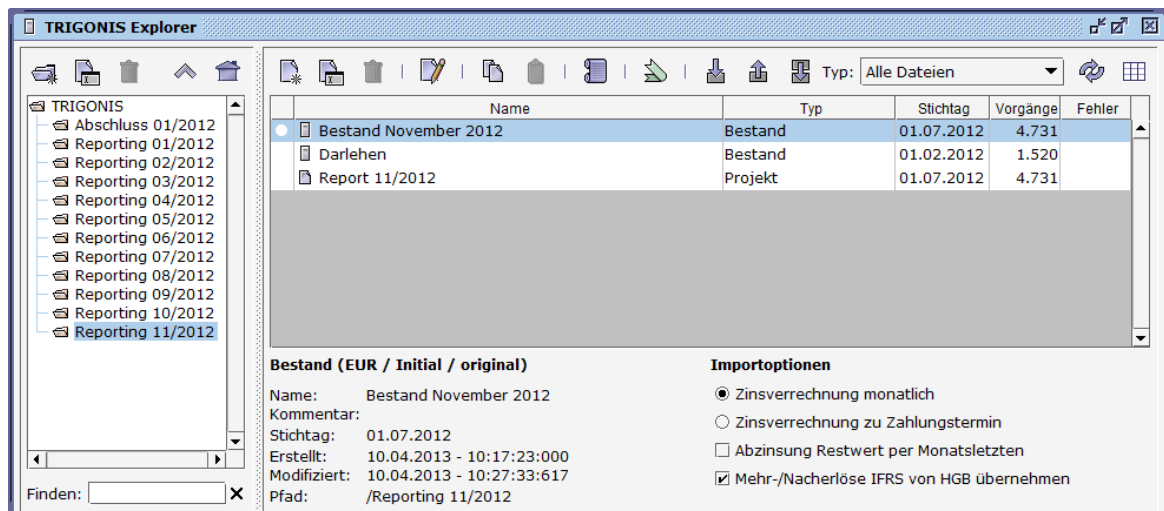 TRIGONIS Explorer
Typ: Alle Dateien
TRIGONIS
Abschluss 01/2012
Reporting 01/2012
Reporting 02/2012
Reporting 03/2012
Reporting 04/2012
Reporting 05/2012
Reporting 06/2012
Reporting 07/2012
Reporting 08/2012
Reporting 09/2012
Reporting 10/2012
Reporting 11/2012
Finden:
Name Typ Stichtag Vorgänge Fehler
Bestand November 2012 Bestand 01.07.2012 4.731
Darlehen Bestand 01.02.2012 1.520
Report 11/2012 Projekt 01.07.2012 4.731
Bestand (EUR / Initial / original)
Name: Bestand November 2012
Kommentar:
Stichtag: 01.07.2012
Erstellt: 10.04.2013 - 10:17:23:000
Modifiziert: 10.04.2013 - 10:27:33:617
Pfad: /Reporting 11/2012
Importoptionen
Zinsverrechnung monatlich
Zinsverrechnung zu Zahlungstermin
Abzinsung Restwert per Monatsletzten
Mehr-/Nacherlöse IFRS von HGB übernehmen